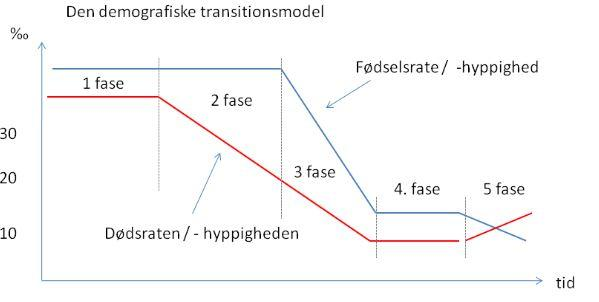 Den demografiske transitionsmodel
‰
Fødselsrate/ -hyppighed
1 fase
2 fase
30
20
3 fase
4. fase
5 fase
10
Dødsraten/- hyppigheden
tid